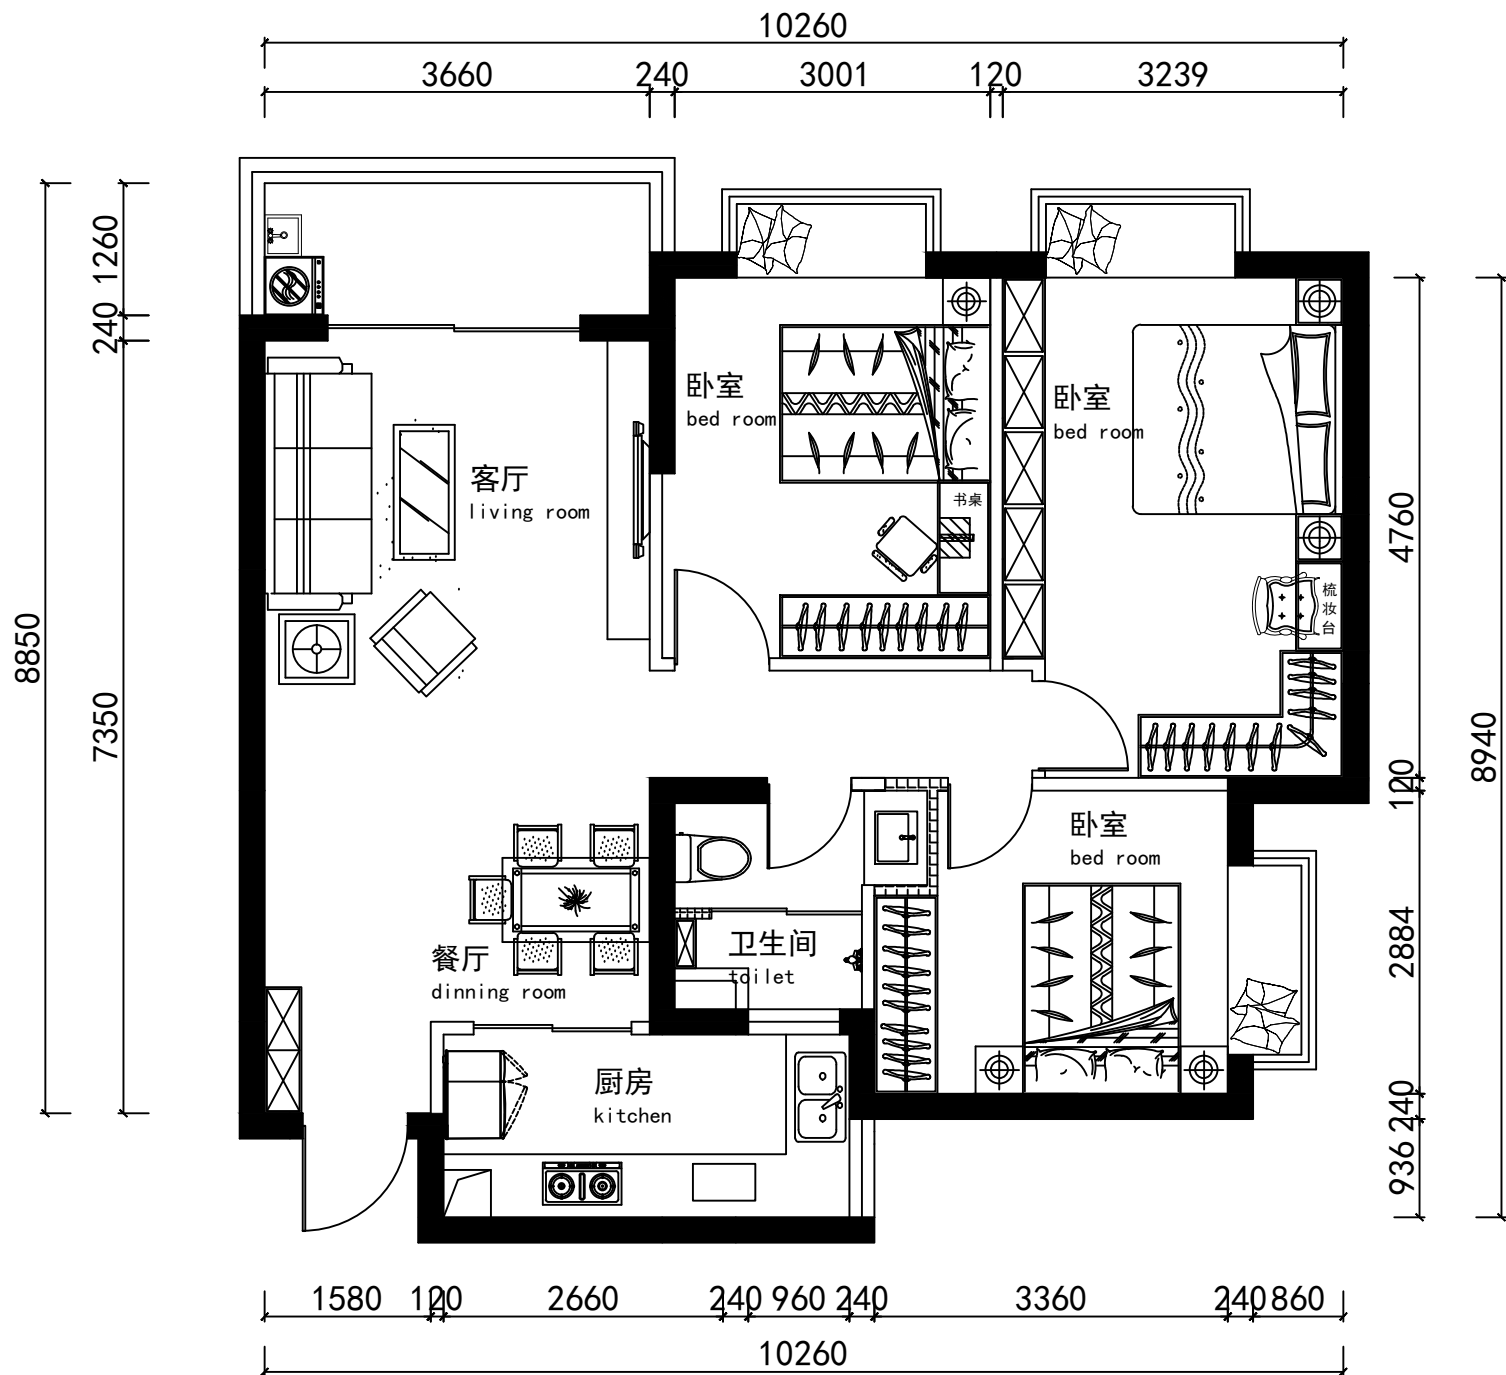 10260
3660 240 3001 120 3239
1260
240
8850
7350
卧室
bed room
卧室
bed room
客厅
living room
书桌
梳
妆
台
4760
120
8940
2884
240
936
卧室
bed room
卫生间
toilet
餐厅
dinning room
厨房
kitchen
1580 120 2660 240 960 240 3360 240 860
10260